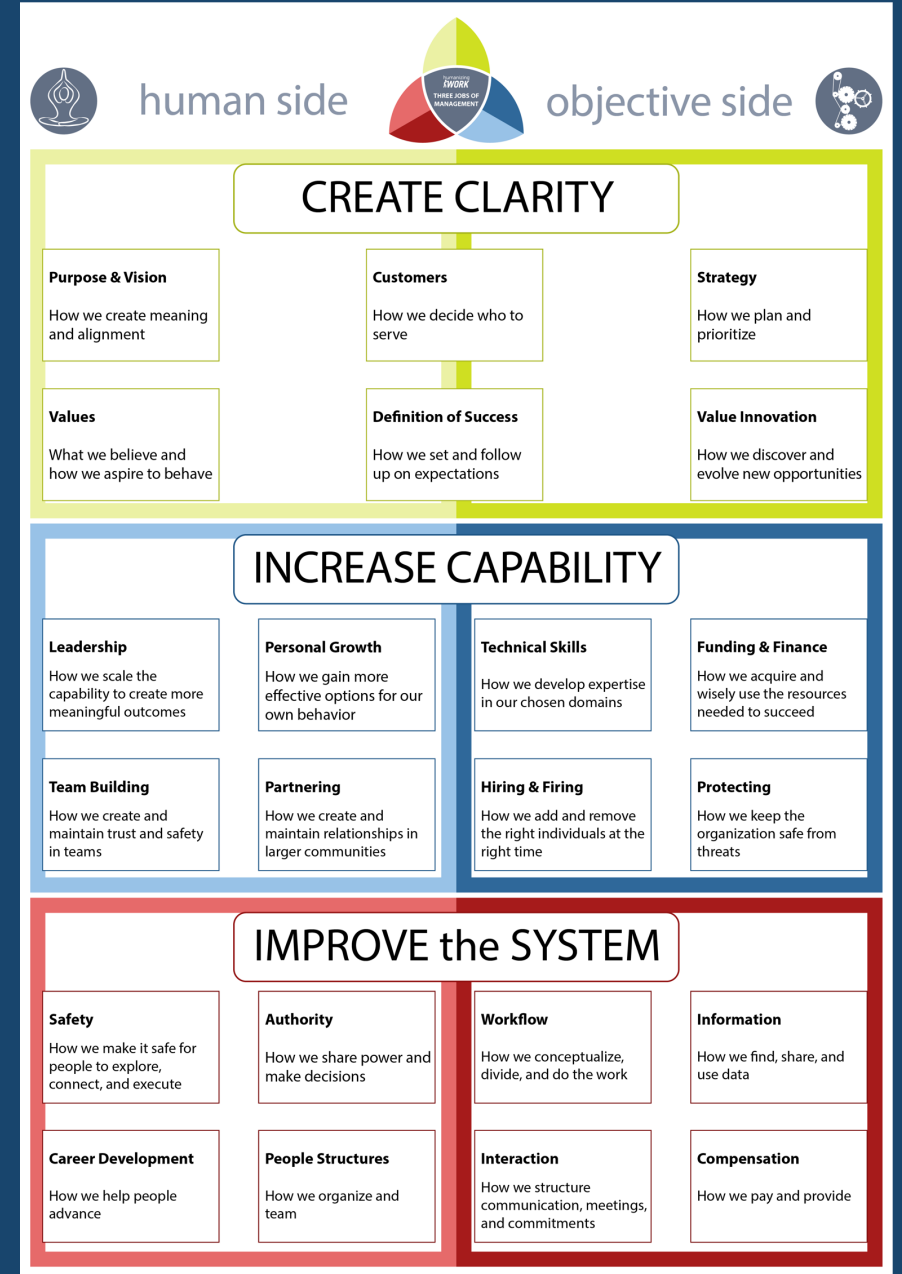 human side
humanizing
WORK
THREE JOBS OF
MANAGEMENT
objective side
CREATE CLARITY
Purpose & Vision
How we create meaning
and alignment
Customers
How we decide who to
serve
Strategy
How we plan and
prioritize
Values
What we believe and
how we aspire to behave
Definition of Success
How we set and follow
up on expectations
Value Innovation
How we discover and
evolve new opportunities
INCREASE CAPABILITY
Leadership
How we scale the
capability to create more
meaningful outcomes
Personal Growth
How we gain more
effective options for our
own behavior
Technical Skills
How we develop expertise
in our chosen domains
Funding & Finance
How we acquire and
wisely use the resources
needed to succeed
Team Building
How we create and
maintain trust and safety
in teams
Partnering
How we create and
maintain relationships in
larger communities
Hiring & Firing
How we add and remove
the right individuals at the
right time
Protecting
How we keep the
organization safe from
threats
IMPROVE the SYSTEM
Safety
How we make it safe for
people to explore,
connect, and execute
Authority
How we share power and
make decisions
Workflow
How we conceptualize,
divide, and do the work
Information
How we find, share, and
use data
Career Development
How we help people
advance
People Structures
How we organize and
team
Interaction
How we structure
communication, meetings,
and commitments
Compensation
How we pay and provide